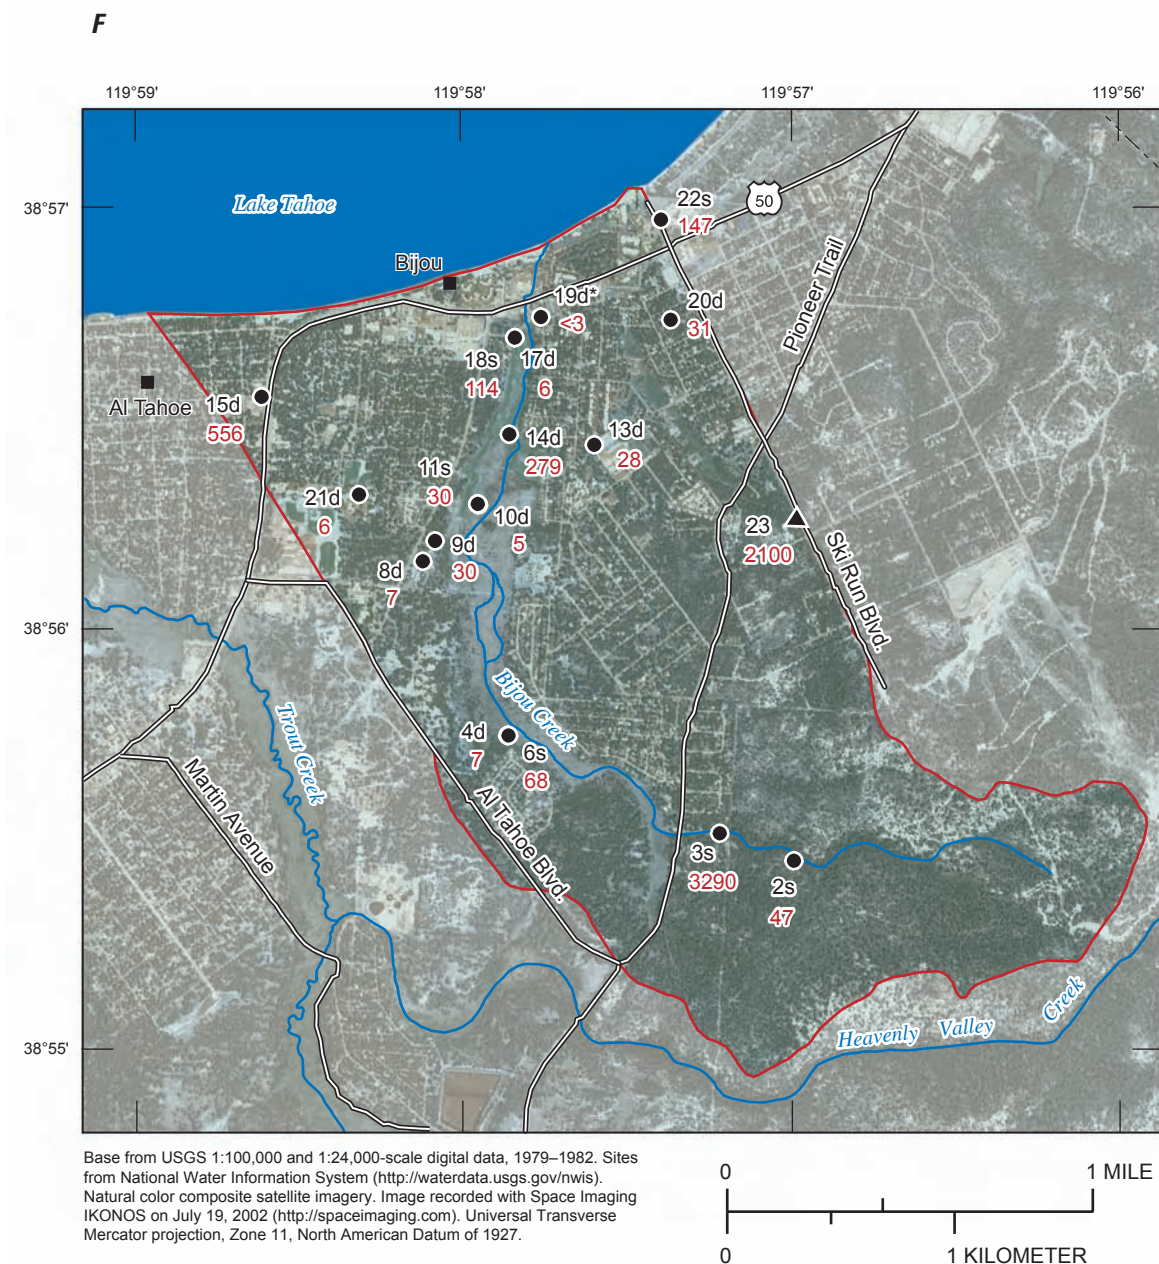 F
119°59' 119°58' 119°57' 119°56'
38°57'
Lake Tahoe
22s
147
50
Bijou
Pioneer Trail
19d*
<3
20d
31
18s 17d
114 6
Al Tahoe
15d
556
14d
279
13d
28
11s
30
21d
6
10d
5
9d
30
8d
7
23
2100
Ski Run Blvd.
38°56'
Bijou Creek
Trout Creek
4d
7
6s
68
Martin Avenue
Al Tahoe Blvd.
3s
3290
2s
47
Heavenly Valley Creek
38°55'
Base from USGS 1:100,000 and 1:24,000-scale digital data, 1979–1982. Sites
from National Water Information System (http://waterdata.usgs.gov/nwis).
Natural color composite satellite imagery. Image recorded with Space Imaging
IKONOS on July 19, 2002 (http://spaceimaging.com). Universal Transverse
Mercator projection, Zone 11, North American Datum of 1927.
0 1 MILE
0 1 KILOMETER